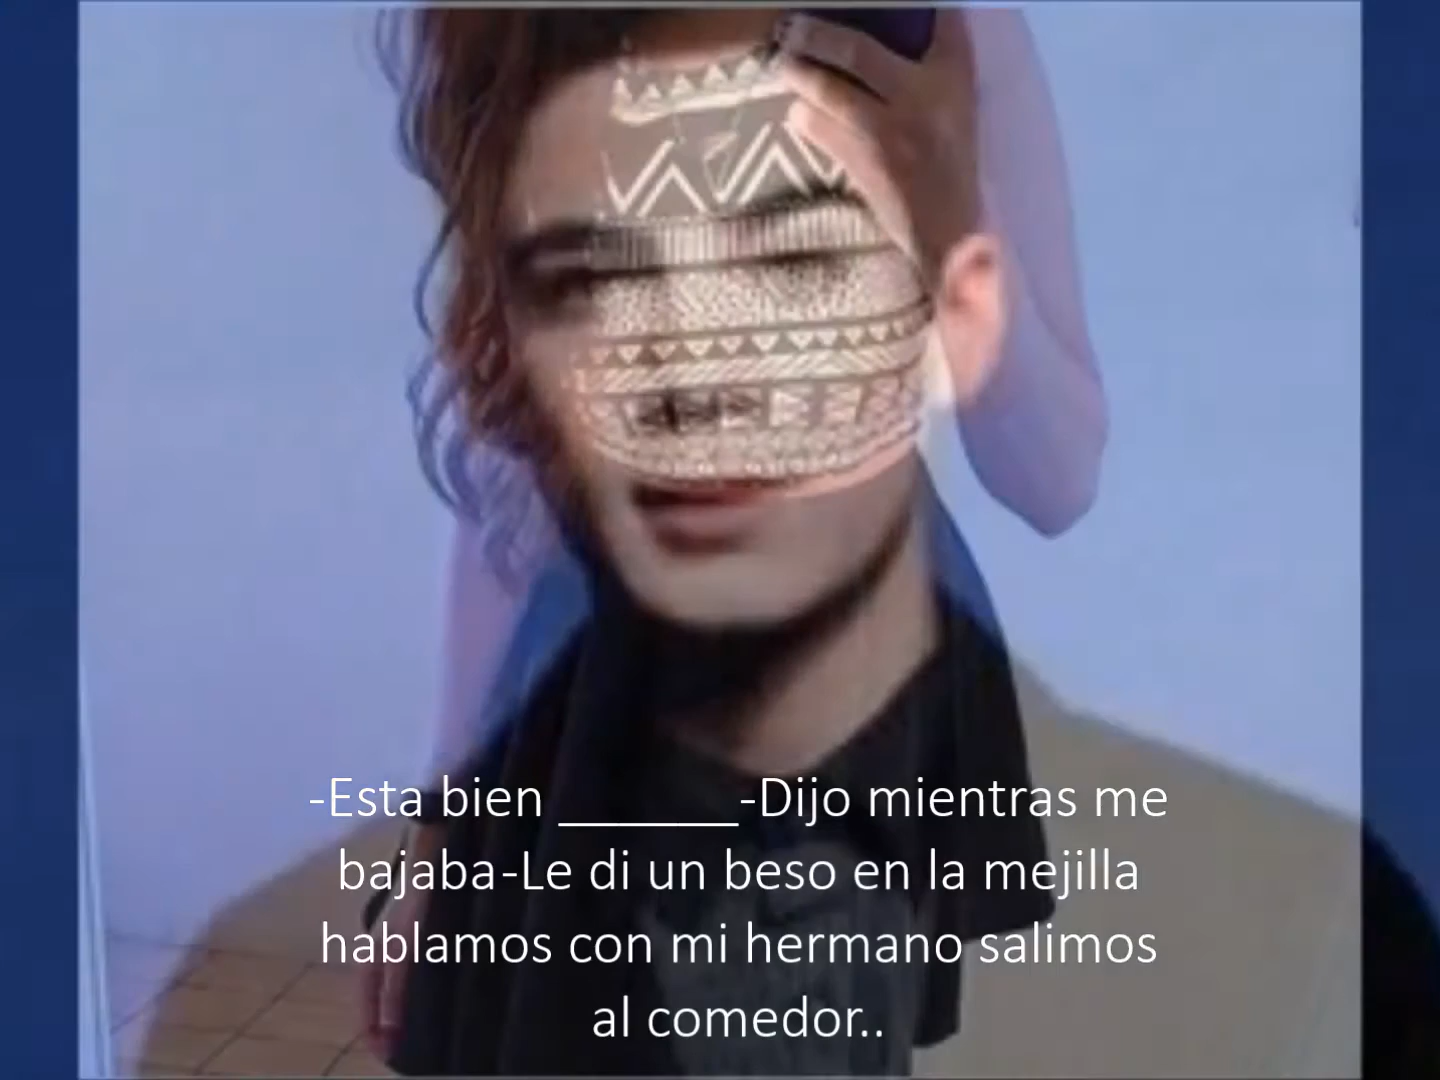 -Esta bien ______-Dijo mientras me
bajaba-Le di un beso en la mejilla
hablamos con mi hermano salimos
al comedor..